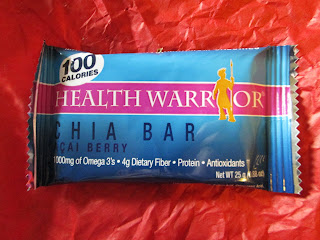 100
CALORIES
HEALTH WARRIOR®
CHIA BAR
AÇAI BERRY
1000mg of Omega 3's • 4g Dietary Fiber • Protein • Antioxidants
NET WT 25g